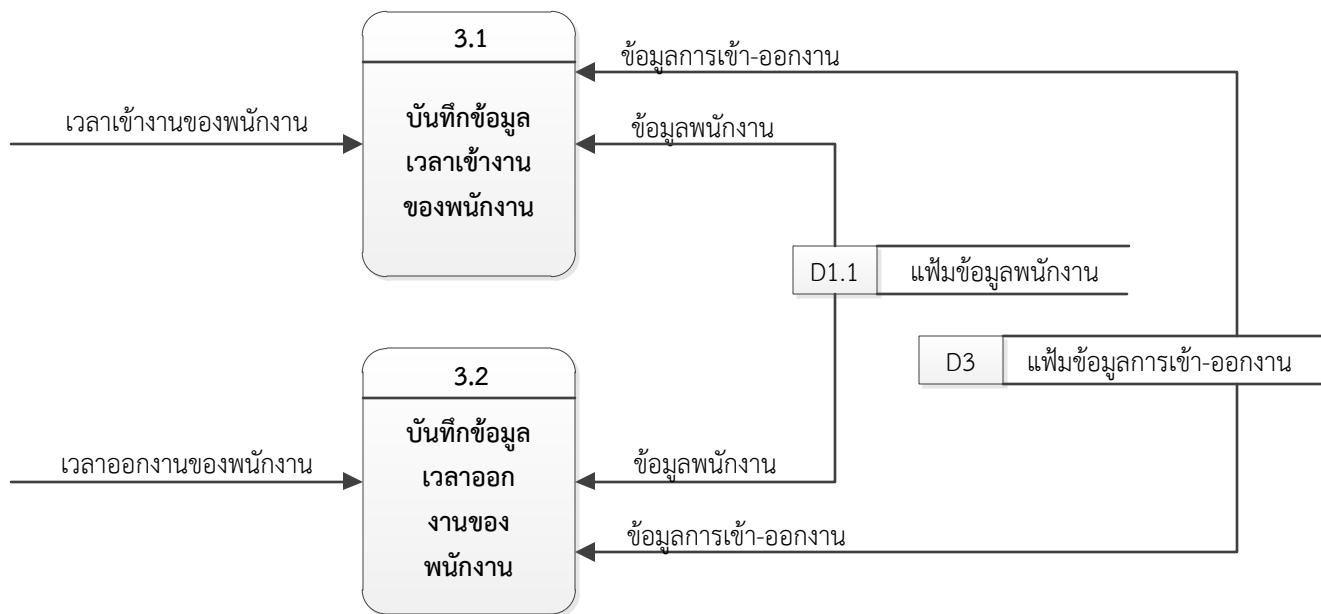 3.1
ข้อมูลการเข้า-ออกงาน
เวลาเข้างานของพนักงาน
บันทึกข้อมูล
เวลาเข้างาน
ของพนักงาน
ข้อมูลพนักงาน
D1.1
แฟ้มข้อมูลพนักงาน
D3
แฟ้มข้อมูลการเข้า-ออกงาน
3.2
เวลาออกงานของพนักงาน
บันทึกข้อมูล
เวลาออก
งานของ
พนักงาน
ข้อมูลพนักงาน
ข้อมูลการเข้า-ออกงาน